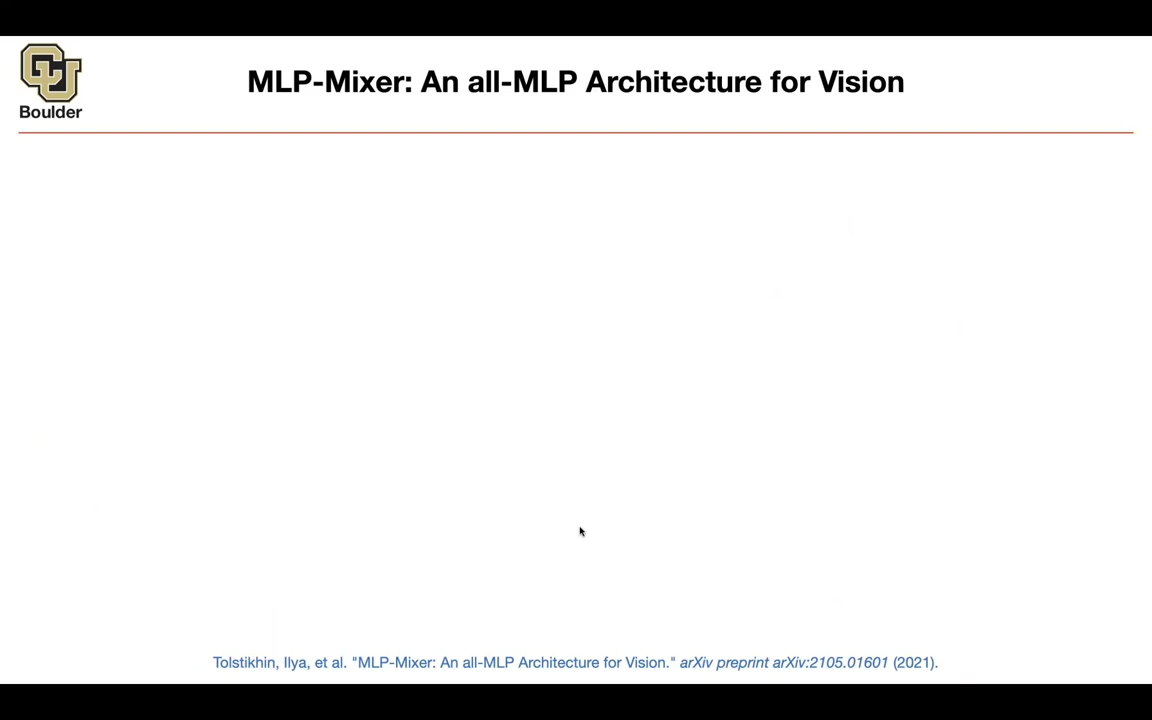 CU
Boulder
MLP-Mixer: An all-MLP Architecture for Vision
Tolstikhin, Ilya, et al. "MLP-Mixer: An all-MLP Architecture for Vision." arXiv preprint arXiv:2105.01601 (2021).